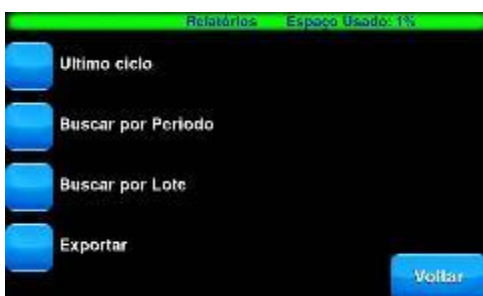 Relatórios Espaço Usado: 1%
Ultimo ciclo
Buscar por Periodo
Buscar por Lote
Exportar
Voltar